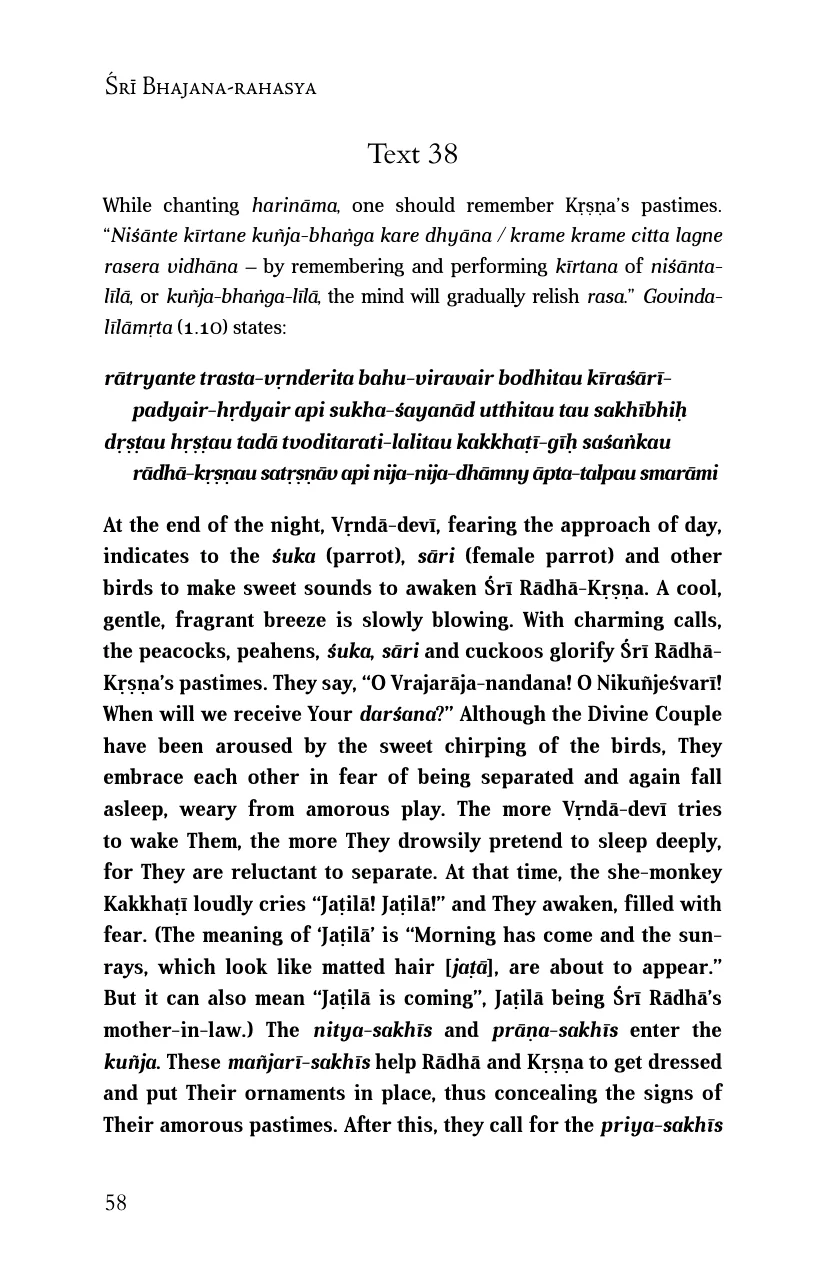 Śrī Bhajana-rahasya
Text 38
While chanting harināma, one should remember Kṛṣṇa’s pastimes.
“Niśānte kīrtane kuñja-bhaṅga kare dhyāna / krame krame citta lagne
rasera vidhāna – by remembering and performing kīrtana of niśānta-
līlā, or kuñja-bhaṅga-līlā, the mind will gradually relish rasa.” Govinda-
līlāmṛta (1.10) states:
rātryante trasta-vṛnderita bahu-viravair bodhitau kīraśārī-
padyair-hṛdyair api sukha-śayanād utthitau tau sakhībhiḥ
dṛṣṭau hṛṣṭau tadā tvoditarati-lalitau kakkhaṭī-gīḥ saśaṅkau
rādhā-kṛṣṇau satṛṣṇāv api nija-nija-dhāmny āpta-talpau smarāmi
At the end of the night, Vṛndā-devī, fearing the approach of day,
indicates to the śuka (parrot), sāri (female parrot) and other
birds to make sweet sounds to awaken Śrī Rādhā-Kṛṣṇa. A cool,
gentle, fragrant breeze is slowly blowing. With charming calls,
the peacocks, peahens, śuka, sāri and cuckoos glorify Śrī Rādhā-
Kṛṣṇa’s pastimes. They say, “O Vrajarāja-nandana! O Nikuñjeśvarī!
When will we receive Your darśana?” Although the Divine Couple
have been aroused by the sweet chirping of the birds, They
embrace each other in fear of being separated and again fall
asleep, weary from amorous play. The more Vṛndā-devī tries
to wake Them, the more They drowsily pretend to sleep deeply,
for They are reluctant to separate. At that time, the she-monkey
Kakkhaṭī loudly cries “Jaṭilā! Jaṭilā!” and They awaken, filled with
fear. (The meaning of ‘Jaṭilā’ is “Morning has come and the sun-
rays, which look like matted hair [jaṭā], are about to appear.”
But it can also mean “Jaṭilā is coming”, Jaṭilā being Śrī Rādhā’s
mother-in-law.) The nitya-sakhīs and prāṇa-sakhīs enter the
kuñja. These mañjarī-sakhīs help Rādhā and Kṛṣṇa to get dressed
and put Their ornaments in place, thus concealing the signs of
Their amorous pastimes. After this, they call for the priya-sakhīs
58